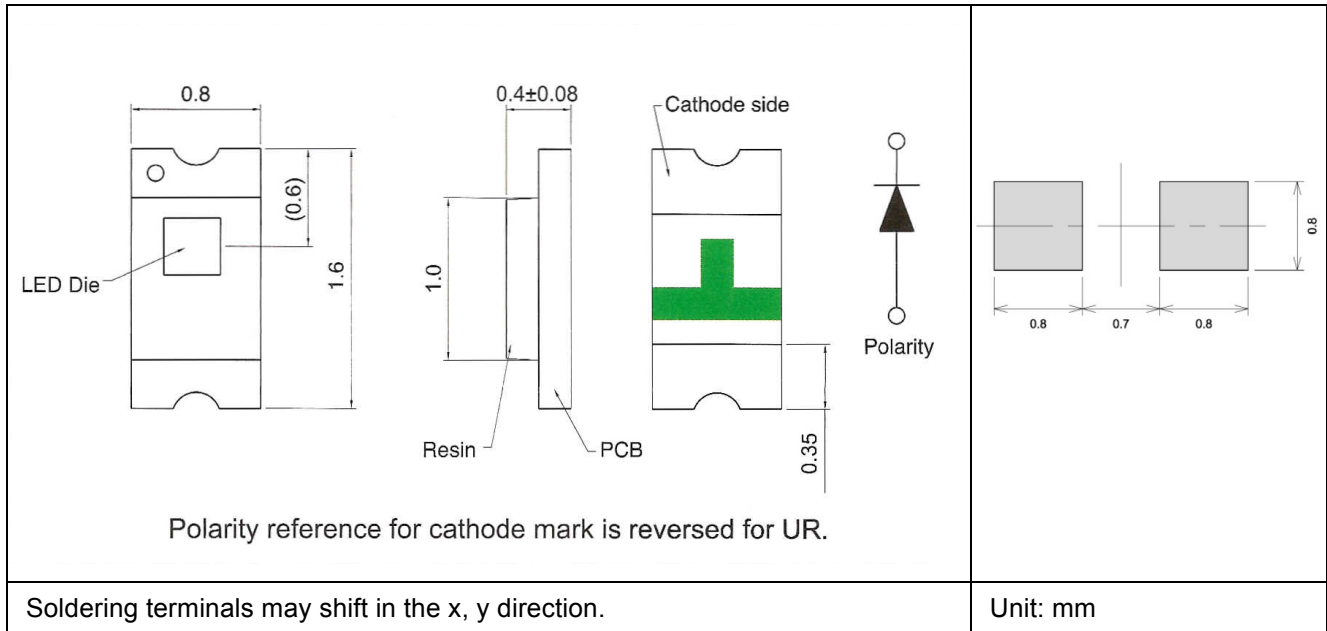 0.8
0.4±0.08
Cathode side
(0.6)
LED Die
1.6
1.0
Polarity
0.8
0.8
0.7
0.8
Resin
PCB
0.35
Polarity reference for cathode mark is reversed for UR.
Soldering terminals may shift in the x, y direction.
Unit: mm